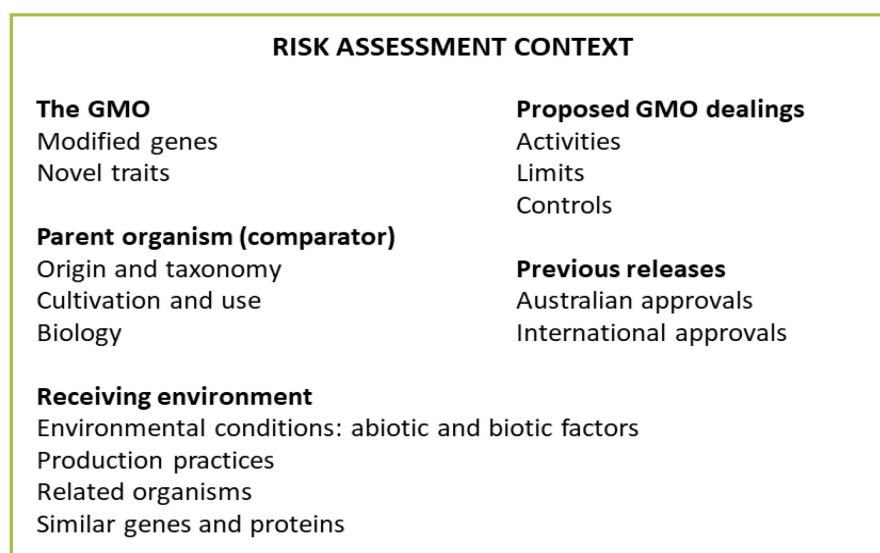 RISK ASSESSMENT CONTEXT
The GMO
Modified genes
Novel traits
Parent organism (comparator)
Origin and taxonomy
Cultivation and use
Biology
Proposed GMO dealings
Activities
Limits
Controls
Previous releases
Australian approvals
International approvals
Receiving environment
Environmental conditions: abiotic and biotic factors
Production practices
Related organisms
Similar genes and proteins